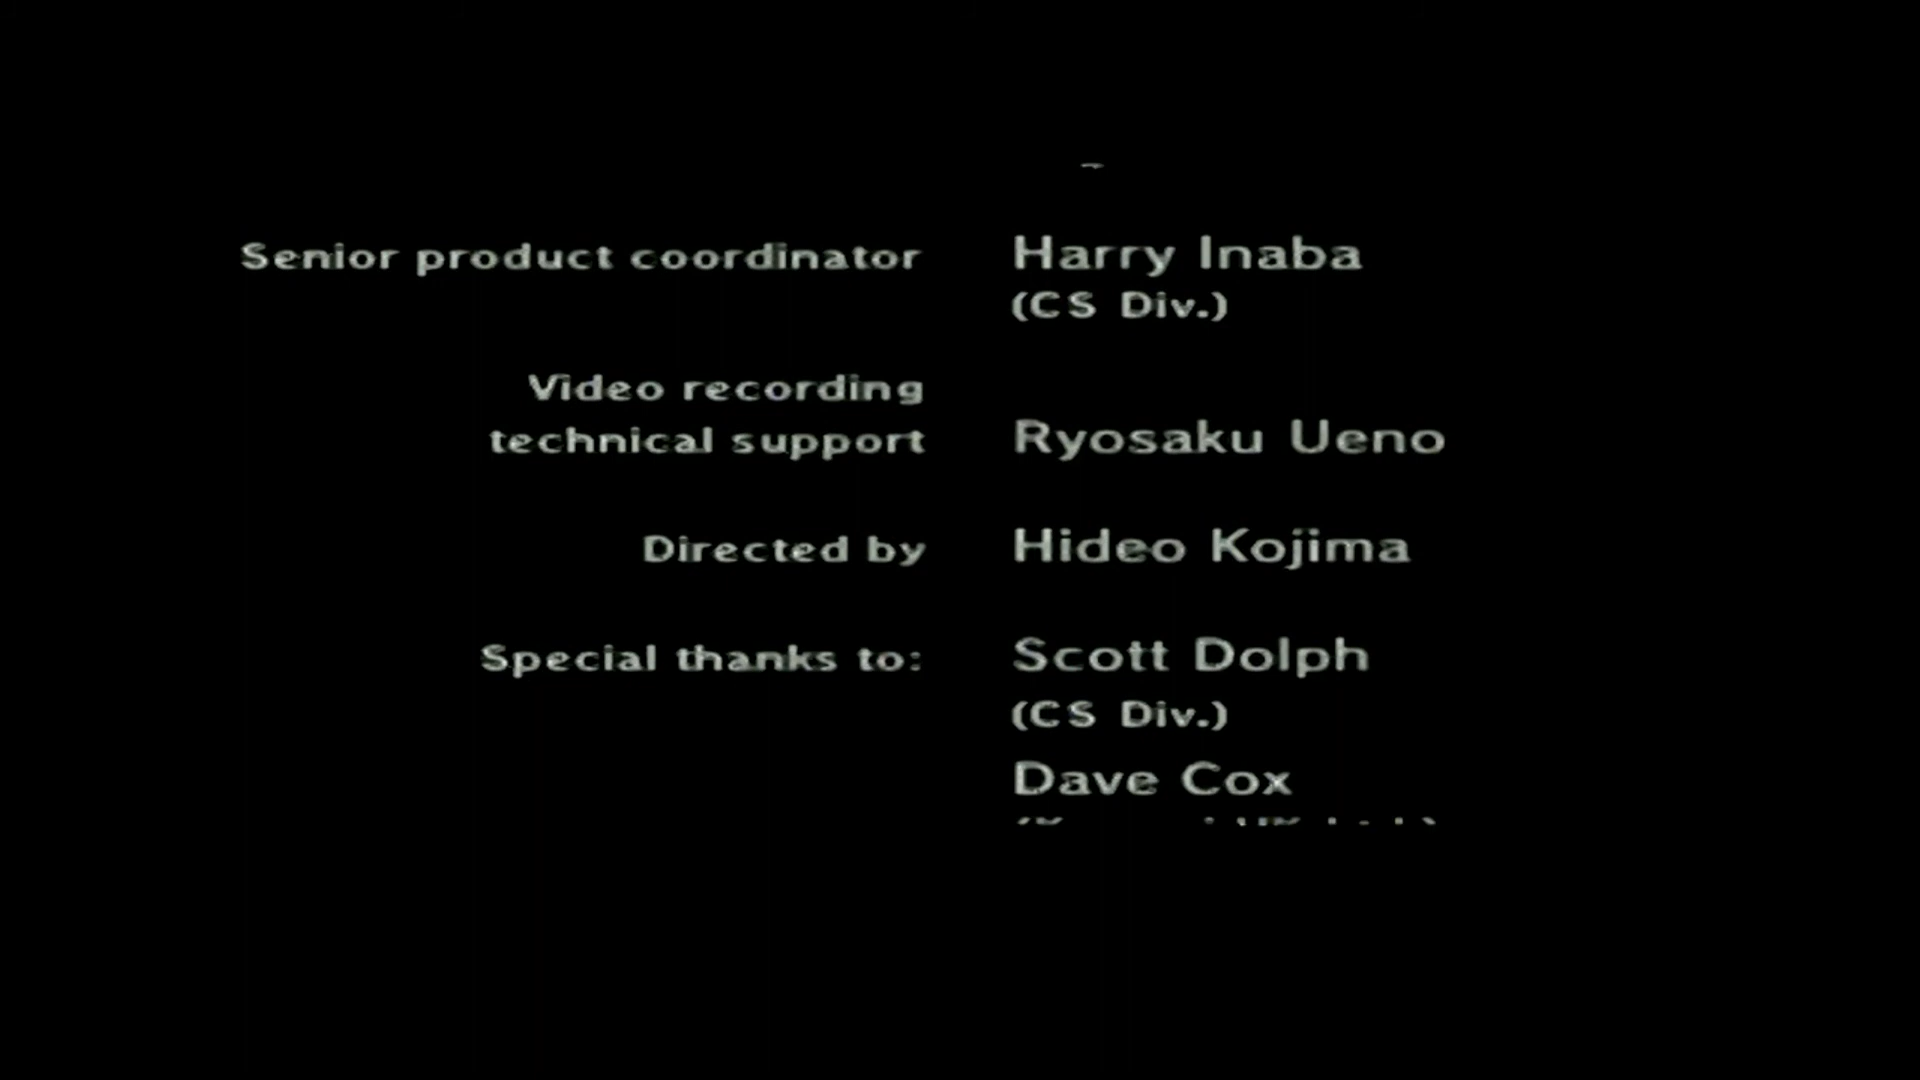 Senior product coordinator Harry Inaba
(CS Div.)
Video recording
technical support Ryosaku Ueno
Directed by Hideo Kojima
Special thanks to: Scott Dolph
(CS Div.)
Dave Cox